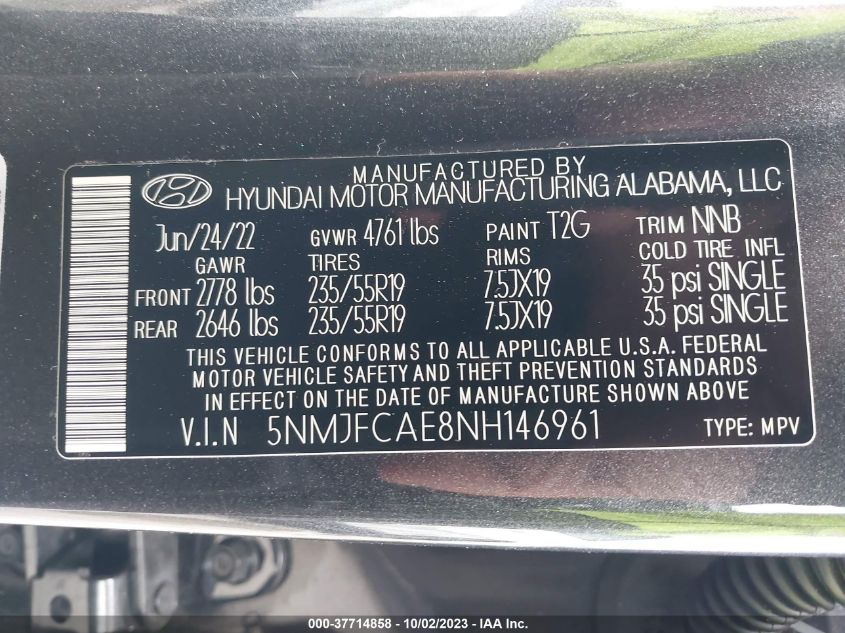 MANUFACTURED BY
HYUNDAI MOTOR MANUFACTURING ALABAMA, LLC
Jun/24/22 GVWR 4761 lbs PAINT T2G TRIM NNB
GAWR TIRES RIMS COLD TIRE INFL
FRONT 2778 lbs 235/55R19 7.5JX19 35 psi SINGLE
REAR 2646 lbs 235/55R19 7.5JX19 35 psi SINGLE
THIS VEHICLE CONFORMS TO ALL APPLICABLE U.S.A. FEDERAL
MOTOR VEHICLE SAFETY AND THEFT PREVENTION STANDARDS
IN EFFECT ON THE DATE OF MANUFACTURE SHOWN ABOVE
V.I.N 5NMJFCAE8NH146961 TYPE: MPV
000-37714858 - 10/02/2023 - IAA Inc.